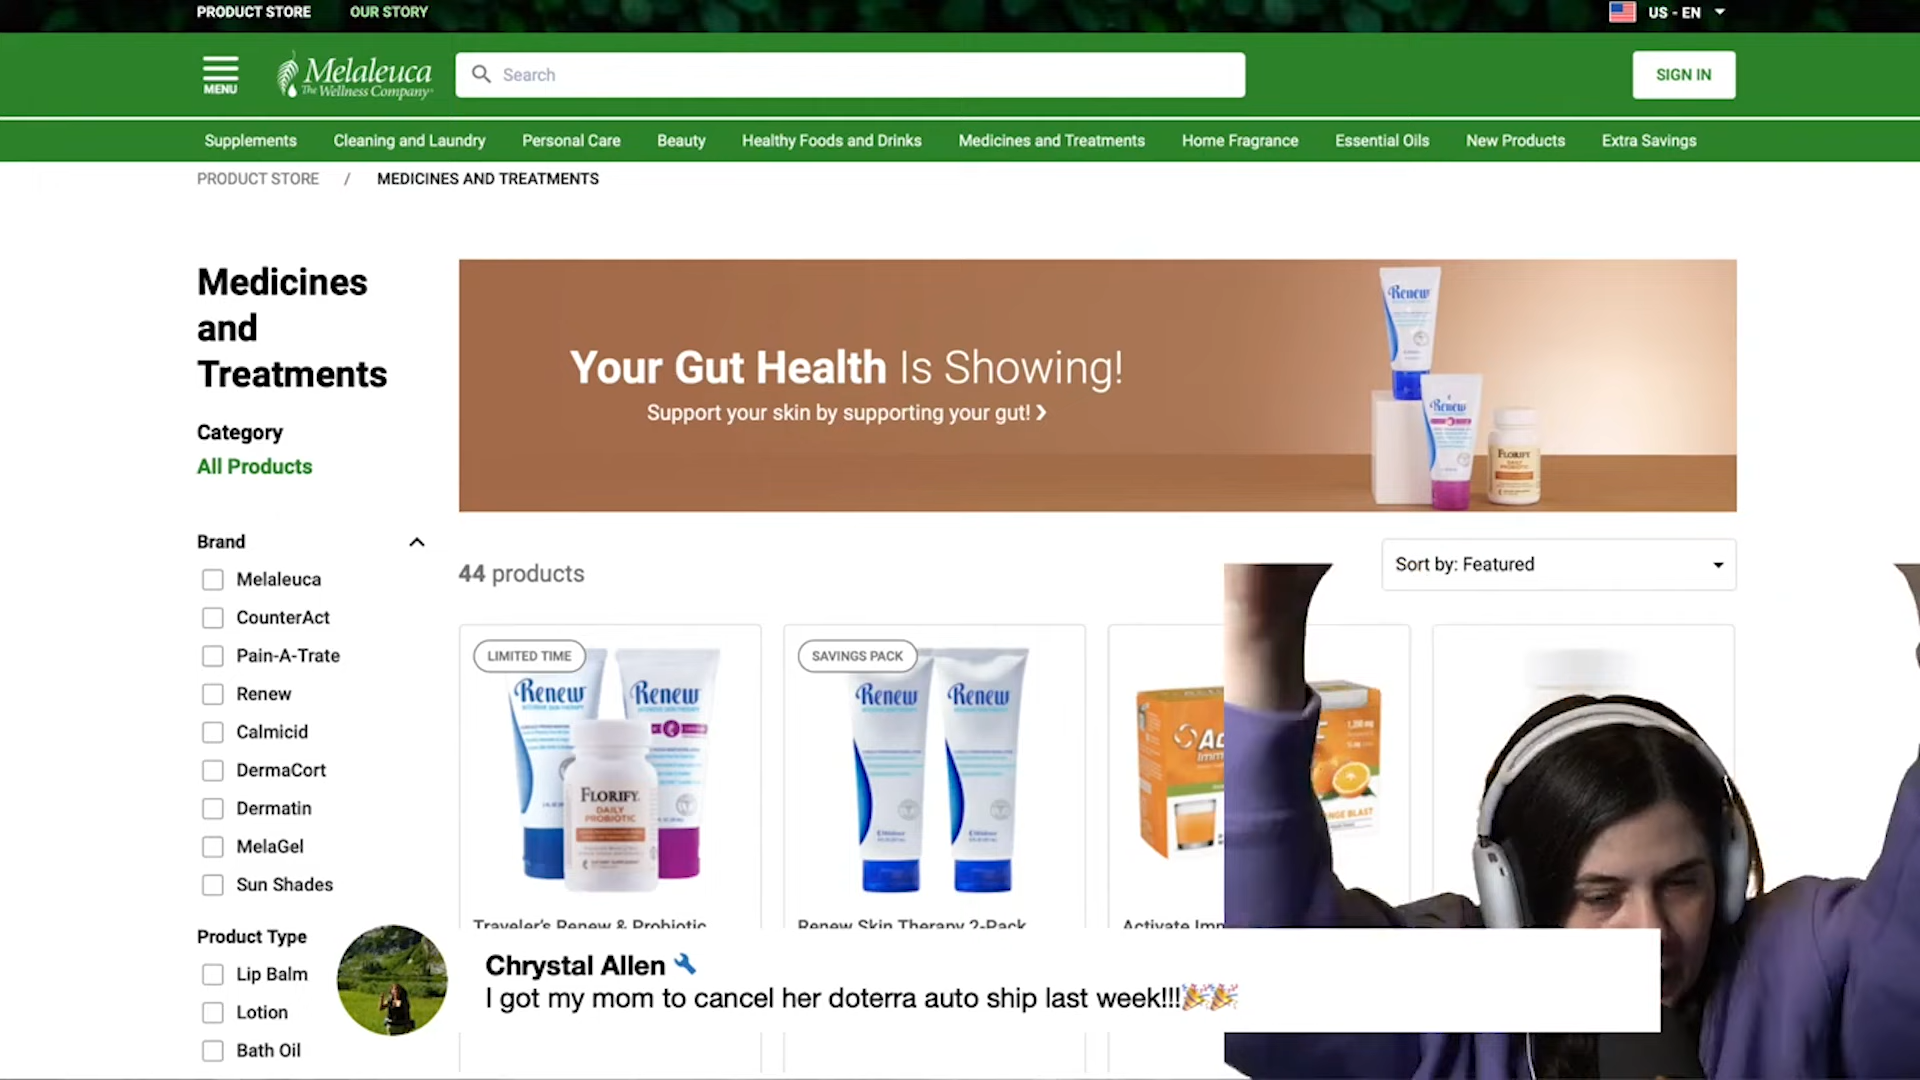 PRODUCT STORE
OUR STORY
US - EN
MENU
Melaleuca
The Wellness Company
Search
SIGN IN
Supplements
Cleaning and Laundry
Personal Care
Beauty
Healthy Foods and Drinks
Medicines and Treatments
Home Fragrance
Essential Oils
New Products
Extra Savings
PRODUCT STORE / MEDICINES AND TREATMENTS
Medicines
and
Treatments
Category
All Products
Brand
Melaleuca
CounterAct
Pain-A-Trate
Renew
Calmicid
DermaCort
Dermatin
MelaGel
Sun Shades
Product Type
Lip Balm
Lotion
Bath Oil
Your Gut Health Is Showing!
Support your skin by supporting your gut! ❯
Renew
Renew
FLORIFY
44 products
Sort by: Featured
LIMITED TIME
Renew
Renew
FLORIFY
DAILY
PROBIOTIC
Traveler's Renew & Probiotic
SAVINGS PACK
Renew
Renew
Renew Skin Therapy 2-Pack
Activate Imm
Chrystal Allen
I got my mom to cancel her doterra auto ship last week!!!🎉🎉